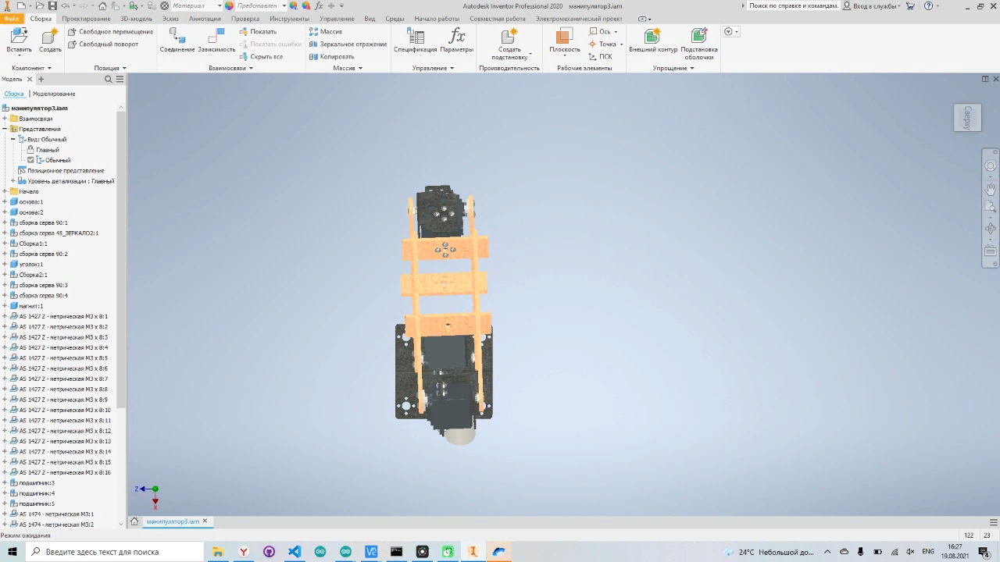 Материал
Представлен
Autodesk Inventor Professional 2020 манипулятор3.iam
Поиск по справке и командам.
Вход в службы
Файл Сборка Проектирование 3D-модель Эскиз Аннотации Проверка Инструменты Управление Вид Среды Начало работы Совместная работа Электромеханический проект
Вставить
Создать
Свободное перемещение
Свободный поворот
Соединение
Зависимость
Показать
Показать ошибки
Скрыть все
Массив
Зеркальное отражение
Копировать
Спецификация
fx
Параметры
Создать
подстановку
Плоскость
Ось
Точка
ПСК
Внешний контур
Подстановка
оболочки
Компонент Позиция Взаимосвязи Массив Управление Производительность Рабочие элементы Упрощение
Модель
Сборка Моделирование
манипулятор3.iam
Взаимосвязи
Представления
Вид: Обычный
Главный
Обычный
Позиционное представление
Уровень детализации : Главный
Начало
основа:1
основа:2
сборка серва 90:1
сборка серва 45_ЗЕРКАЛО2:1
Сборка1:1
сборка серва 90:2
уголок:1
Сборка2:1
сборка серва 90:3
сборка серва 90:4
магнит:1
AS 1427 Z - метрическая M3 x 8:1
AS 1427 Z - метрическая M3 x 8:2
AS 1427 Z - метрическая M3 x 8:3
AS 1427 Z - метрическая M3 x 8:4
AS 1427 Z - метрическая M3 x 8:5
AS 1427 Z - метрическая M3 x 8:6
AS 1427 Z - метрическая M3 x 8:7
AS 1427 Z - метрическая M3 x 8:8
AS 1427 Z - метрическая M3 x 8:9
AS 1427 Z - метрическая M3 x 8:10
AS 1427 Z - метрическая M3 x 8:11
AS 1427 Z - метрическая M3 x 8:12
AS 1427 Z - метрическая M3 x 8:13
AS 1427 Z - метрическая M3 x 8:14
AS 1427 Z - метрическая M3 x 8:15
AS 1427 Z - метрическая M3 x 8:16
подшипник:3
подшипник:4
подшипник:5
AS 1474 - метрическая M3:1
AS 1474 - метрическая M3:2
Сверху
Z
X
манипулятор3.iam
Режим ожидания
122 23
Введите здесь текст для поиска
24°C Небольшой до...
ENG
16:27
19.08.2021